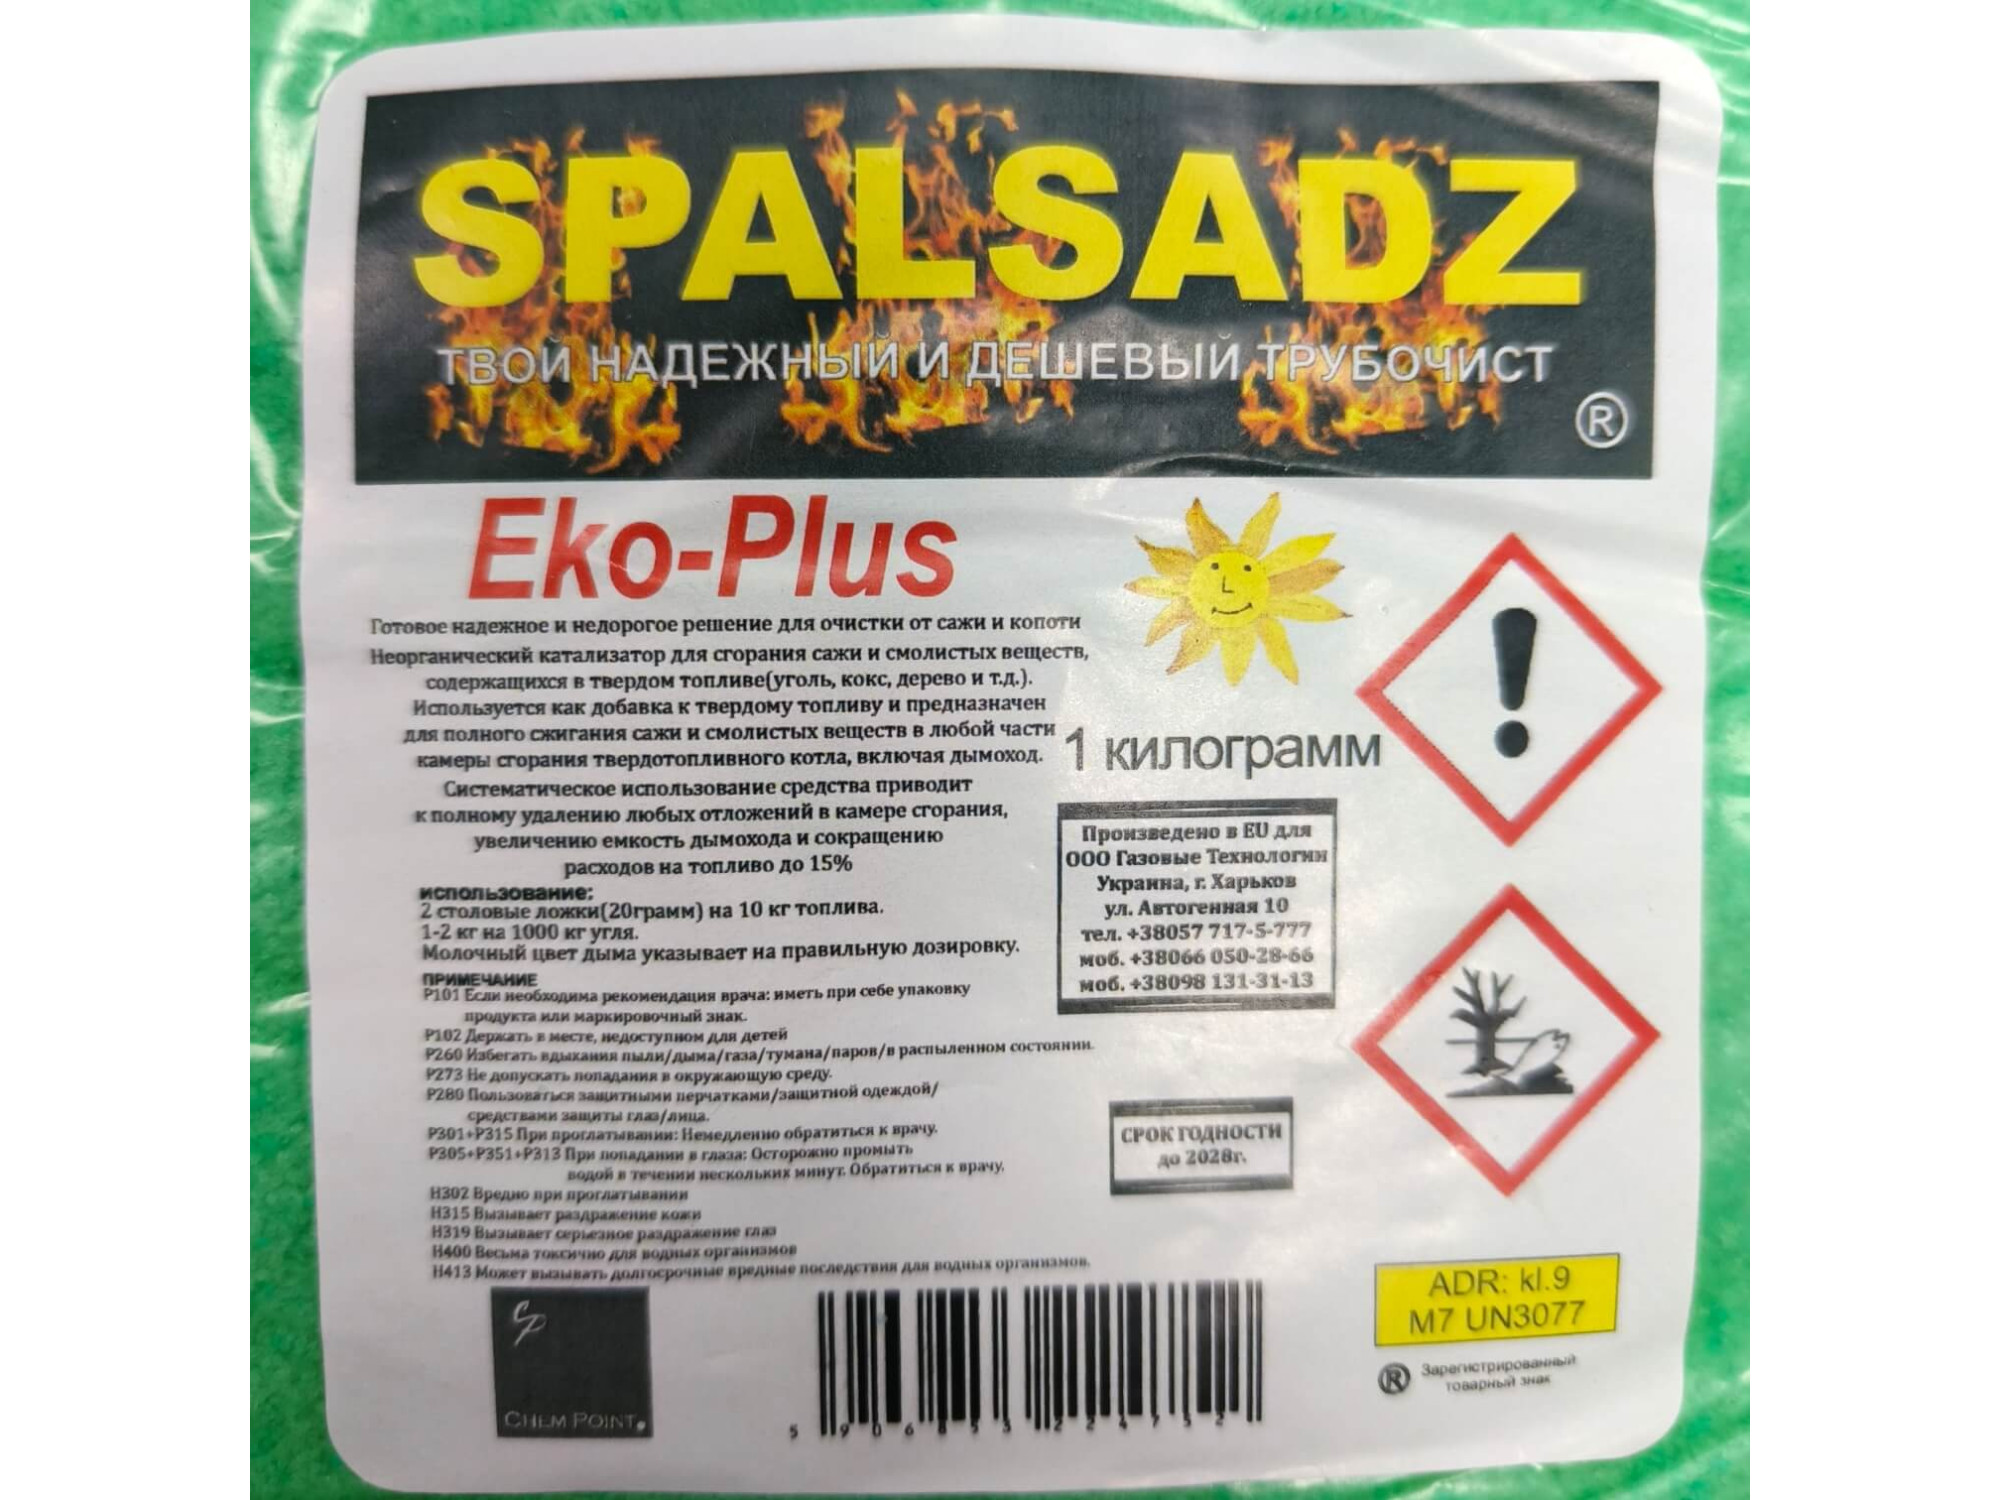 SPALSADZ
ТВОЙ НАДЕЖНЫЙ И ДЕШЕВЫЙ ТРУБОЧИСТ
®
Eko-Plus
Готовое надежное и недорогое решение для очистки от сажи и копоти
Неорганический катализатор для сгорания сажи и смолистых веществ,
содержащихся в твердом топливе(уголь, кокс, дерево и т.д.).
Используется как добавка к твердому топливу и предназначен
для полного сжигания сажи и смолистых веществ в любой части
камеры сгорания твердотопливного котла, включая дымоход.
Систематическое использование средства приводит
к полному удалению любых отложений в камере сгорания,
увеличению емкость дымохода и сокращению
расходов на топливо до 15%
использование:
2 столовые ложки(20грамм) на 10 кг топлива.
1-2 кг на 1000 кг угля.
Молочный цвет дыма указывает на правильную дозировку.
ПРИМЕЧАНИЕ
P101 Если необходима рекомендация врача: иметь при себе упаковку
продукта или маркировочный знак.
P102 Держать в месте, недоступном для детей
P260 Избегать вдыхания пыли/дыма/газа/тумана/паров/в распыленном состоянии.
P273 Не допускать попадания в окружающую среду.
P280 Пользоваться защитными перчатками/защитной одеждой/
средствами защиты глаз/лица.
P301+P315 При проглатывании: Немедленно обратиться к врачу.
P305+P351+P313 При попадании в глаза: Осторожно промыть
водой в течении нескольких минут. Обратиться к врачу.
H302 Вредно при проглатывании
H315 Вызывает раздражение кожи
H319 Вызывает серьезное раздражение глаз
H400 Весьма токсично для водных организмов
H413 Может вызывать долгосрочные вредные последствия для водных организмов.
1 килограмм
Произведено в EU для
ООО Газовые Технологии
Украина, г. Харьков
ул. Автогенная 10
тел. +38057 717-5-777
моб. +38066 050-28-66
моб. +38098 131-31-13
СРОК ГОДНОСТИ
до 2028г.
ADR: kl.9
M7 UN3077
® Зарегистрированный
товарный знак
CP
CHEM POINT.